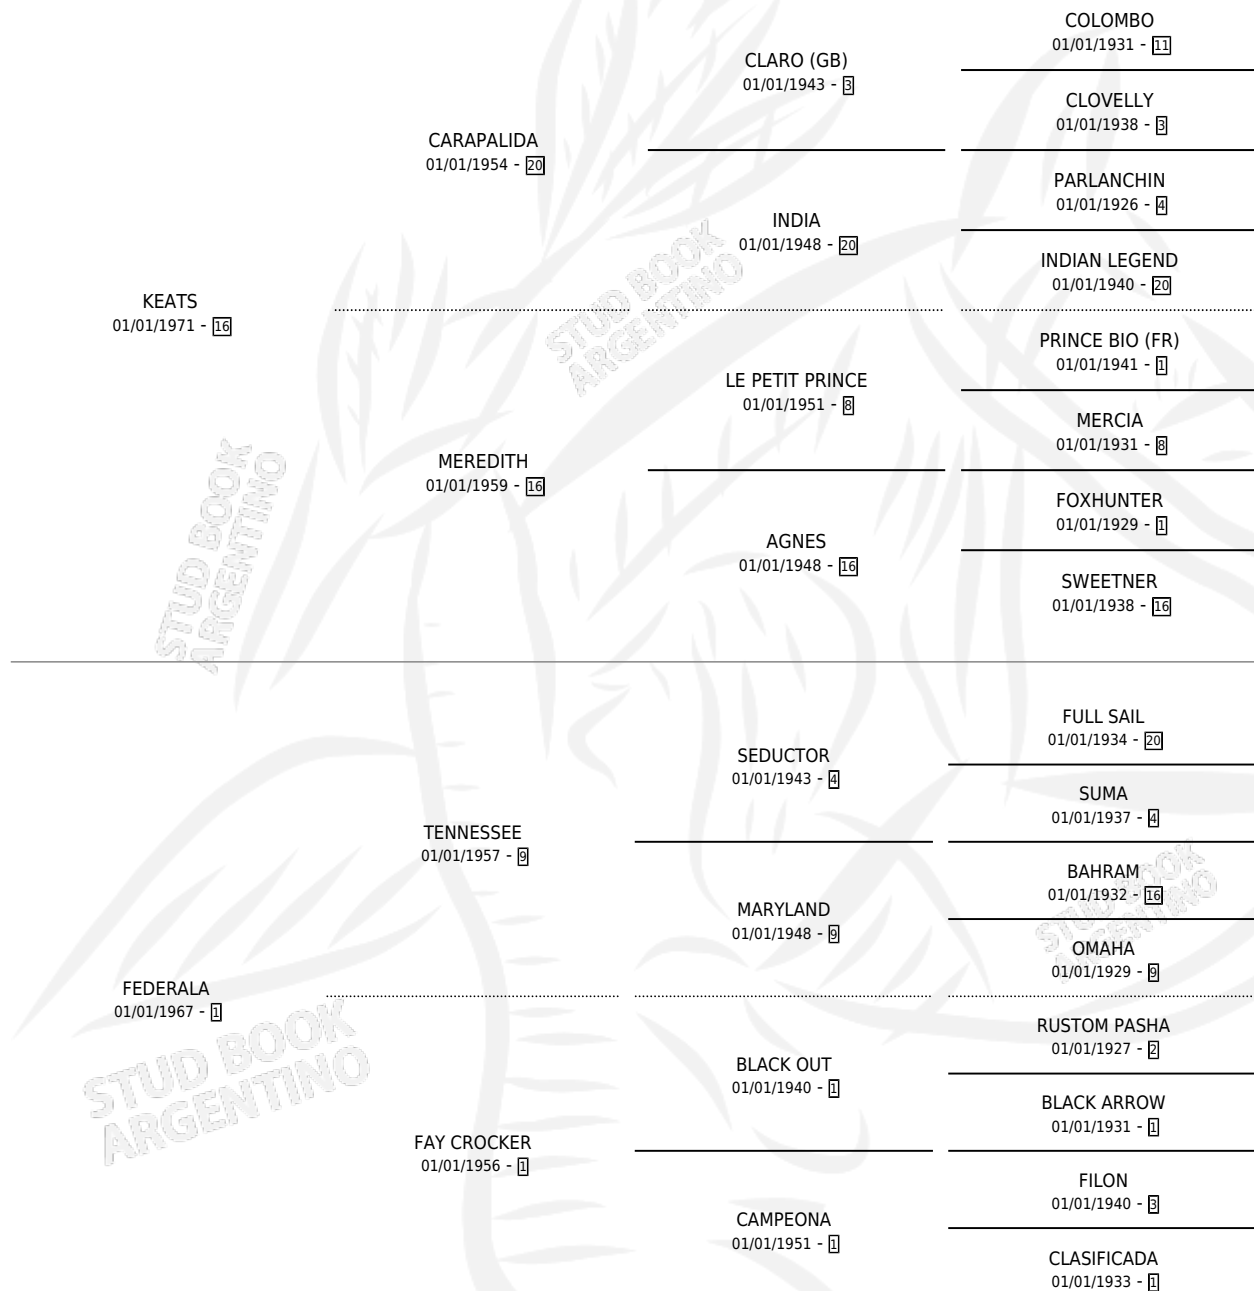 COLOMBO
01/01/1931 - 11
CLARO (GB)
01/01/1943 - 3
CLOVELLY
01/01/1938 - 3
CARAPALIDA
01/01/1954 - 20
PARLANCHIN
01/01/1926 - 4
INDIA
01/01/1948 - 20
INDIAN LEGEND
01/01/1940 - 20
KEATS
01/01/1971 - 16
PRINCE BIO (FR)
01/01/1941 - 1
LE PETIT PRINCE
01/01/1951 - 8
MERCIA
01/01/1931 - 8
MEREDITH
01/01/1959 - 16
FOXHUNTER
01/01/1929 - 1
AGNES
01/01/1948 - 16
SWEETNER
01/01/1938 - 16
FULL SAIL
01/01/1934 - 20
SEDUCTOR
01/01/1943 - 4
SUMA
01/01/1937 - 4
TENNESSEE
01/01/1957 - 9
BAHRAM
01/01/1932 - 16
MARYLAND
01/01/1948 - 9
OMAHA
01/01/1929 - 9
FEDERALA
01/01/1967 - 1
RUSTOM PASHA
01/01/1927 - 2
BLACK OUT
01/01/1940 - 1
BLACK ARROW
01/01/1931 - 1
FAY CROCKER
01/01/1956 - 1
FILON
01/01/1940 - 3
CAMPEONA
01/01/1951 - 1
CLASIFICADA
01/01/1933 - 1
STUD BOOK
ARGENTINO
STUD BOOK
ARGENTINO
STUD BOOK
ARGENTINO
STUD BOOK
ARGENTINO